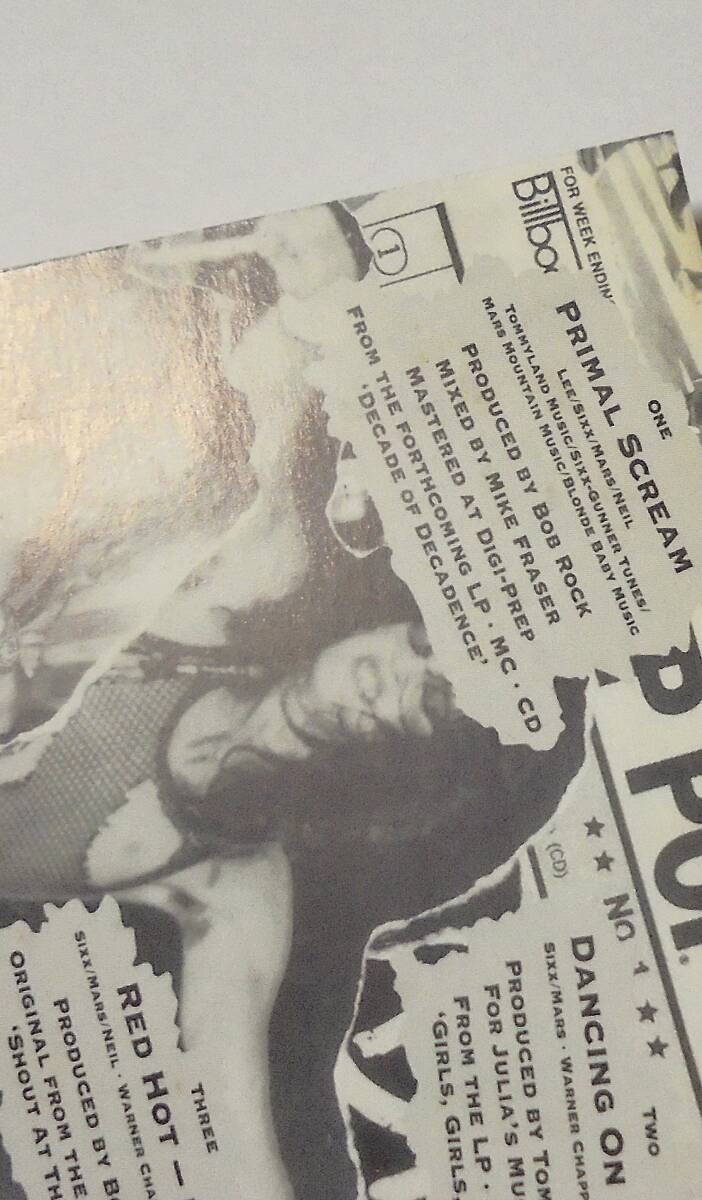 FOR WEEK ENDIN
Billbo
1
ONE
PRIMAL SCREAM
LEE/SIXX/MARS/NEIL
TOMMYLAND MUSIC/SIXX-GUNNER TUNES/
MARS MOUNTAIN MUSIC/BLONDE BABY MUSIC
PRODUCED BY BOB ROCK
MIXED BY MIKE FRASER
MASTERED AT DIGI-PREP
FROM THE FORTHCOMING LP · MC · CD
'DECADE OF DECADENCE'
★ ★ No 1 ★ ★
(CD)
TWO
DANCING ON
SIXX/MARS · WARNER CHAPP
PRODUCED BY TOM
FOR JULIA'S MU
FROM THE LP ·
'GIRLS, GIRLS,
THREE
RED HOT —
SIXX/MARS/NEIL · WARNER CHA
PRODUCED BY B
ORIGINAL FROM THE
'SHOUT AT TH